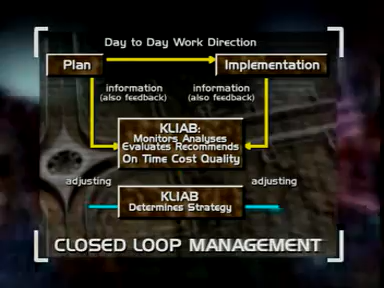 Day to Day Work Direction
Plan
Implementation
information
(also feedback)
information
(also feedback)
KLIAB:
Monitors Analyses
Evaluates Recommends
On Time Cost Quality
adjusting
adjusting
KLIAB
Determines Strategy
CLOSED LOOP MANAGEMENT